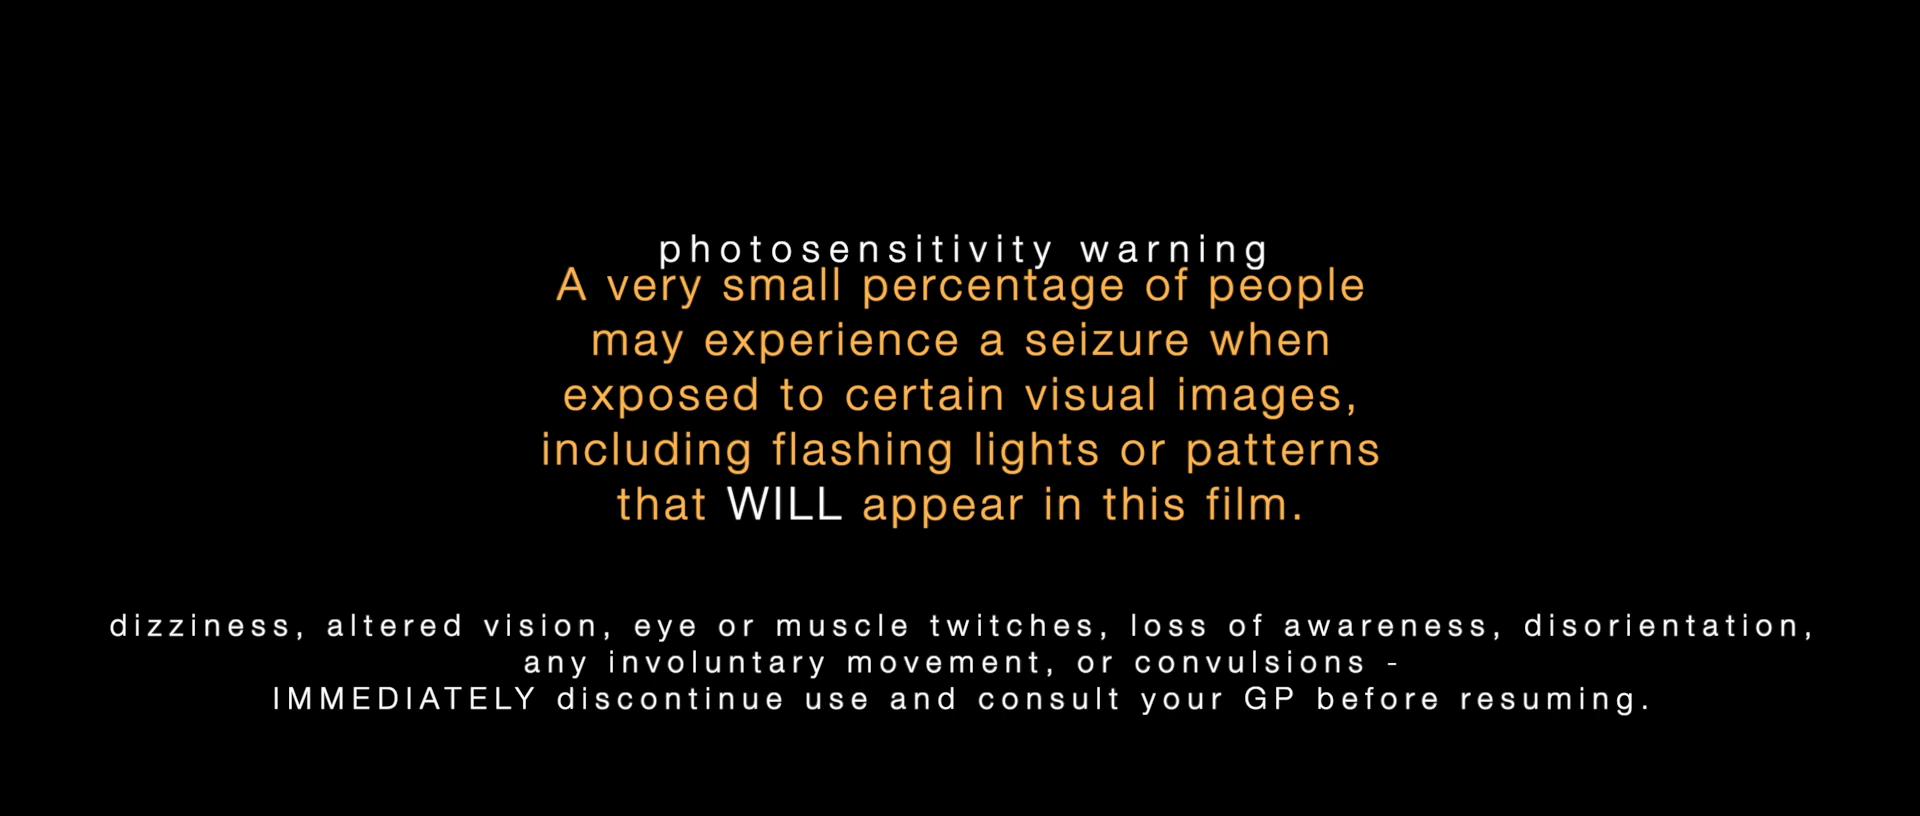 photosensitivity warning
A very small percentage of people
may experience a seizure when
exposed to certain visual images,
including flashing lights or patterns
that WILL appear in this film.
dizziness, altered vision, eye or muscle twitches, loss of awareness, disorientation,
any involuntary movement, or convulsions -
IMMEDIATELY discontinue use and consult your GP before resuming.